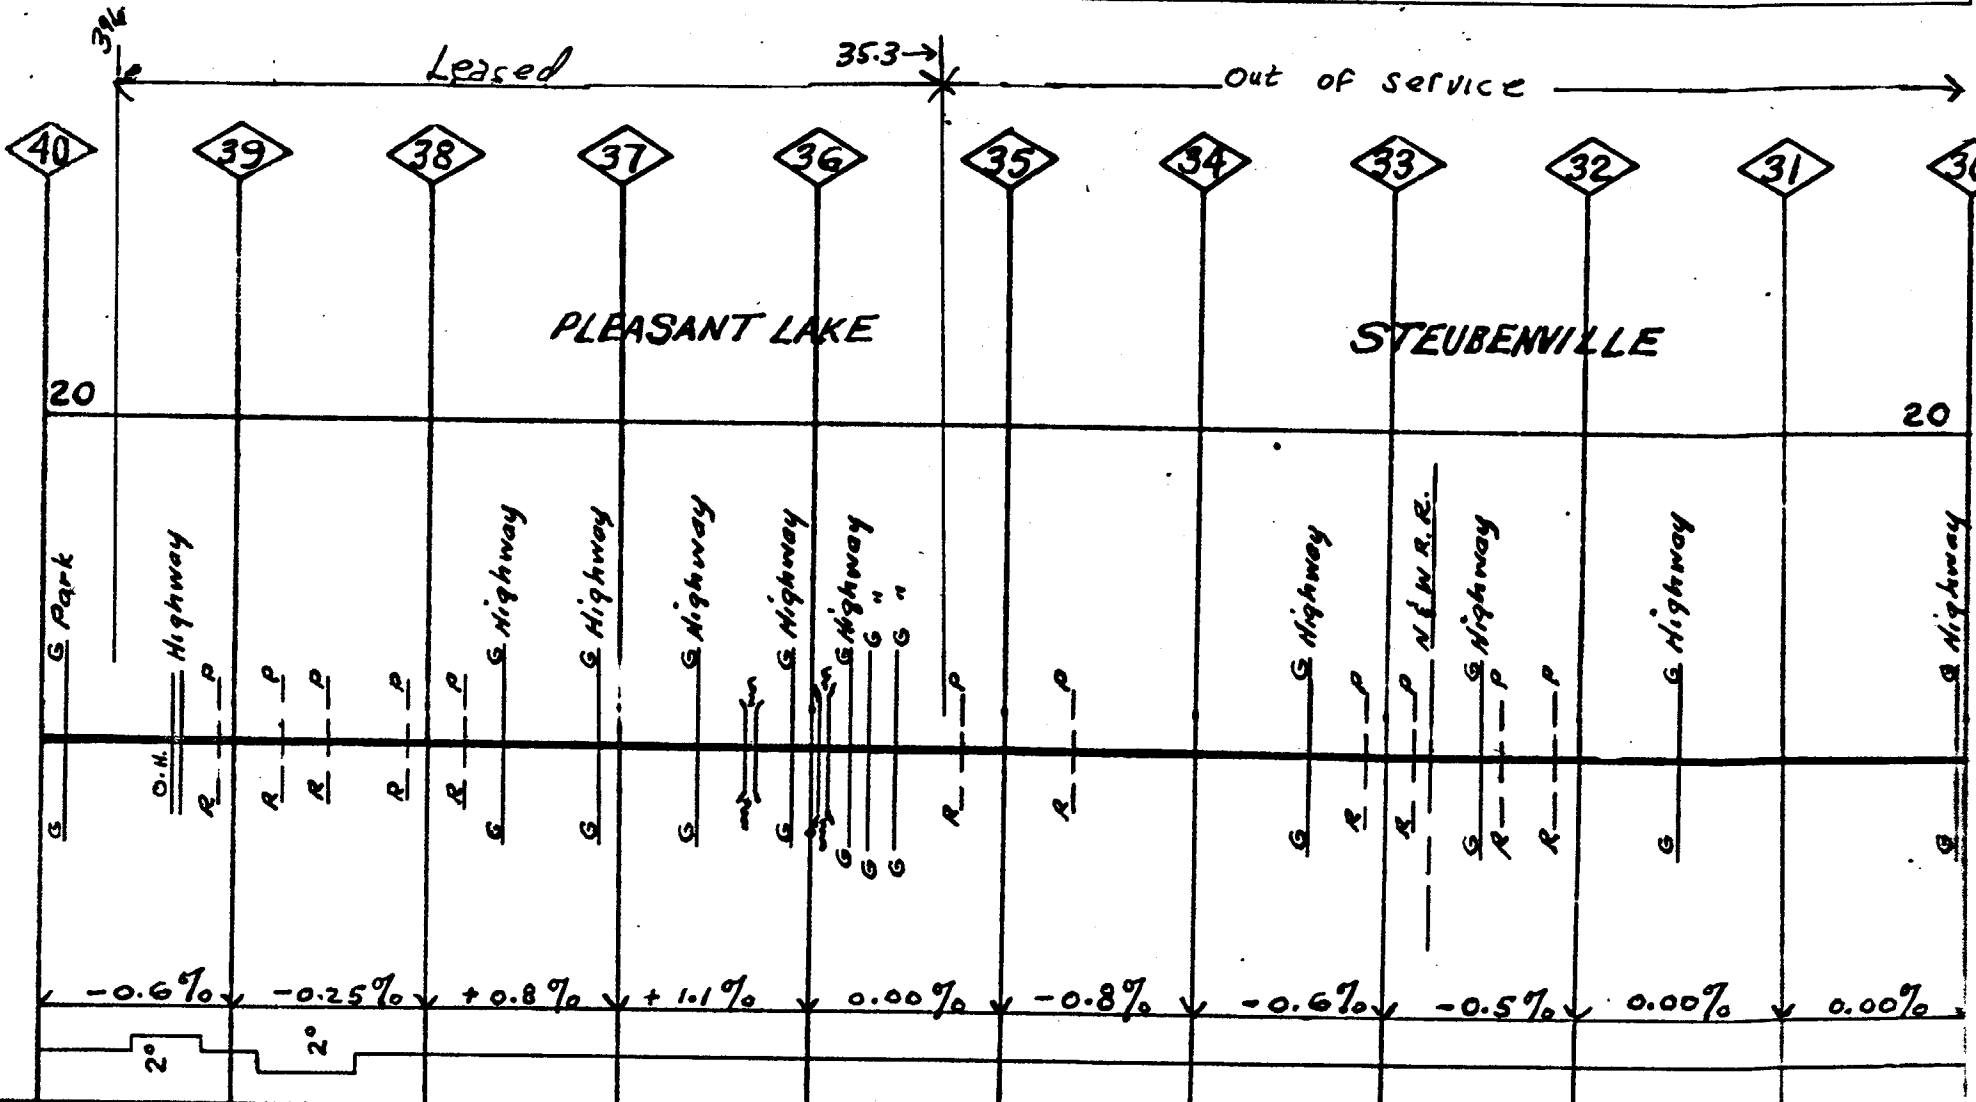 39.6
Leased
35.3
Out of service
40 39 38 37 36 35 34 33 32 31 30
PLEASANT LAKE
STEUBENVILLE
20
20
G Park
Highway
P P P P P
G Highway
G Highway
G Highway
G Highway
G Highway
G "
G "
P P
G Highway
P P
N & W R.R.
G Highway
P P
G Highway
G Highway
G
O.H.
R R R R R
G G G G G G G
R R
G
R R
G
R R
G G
-0.6% -0.25% +0.8% +1.1% 0.00% -0.8% -0.6% -0.5% 0.00% 0.00%
2° 2°